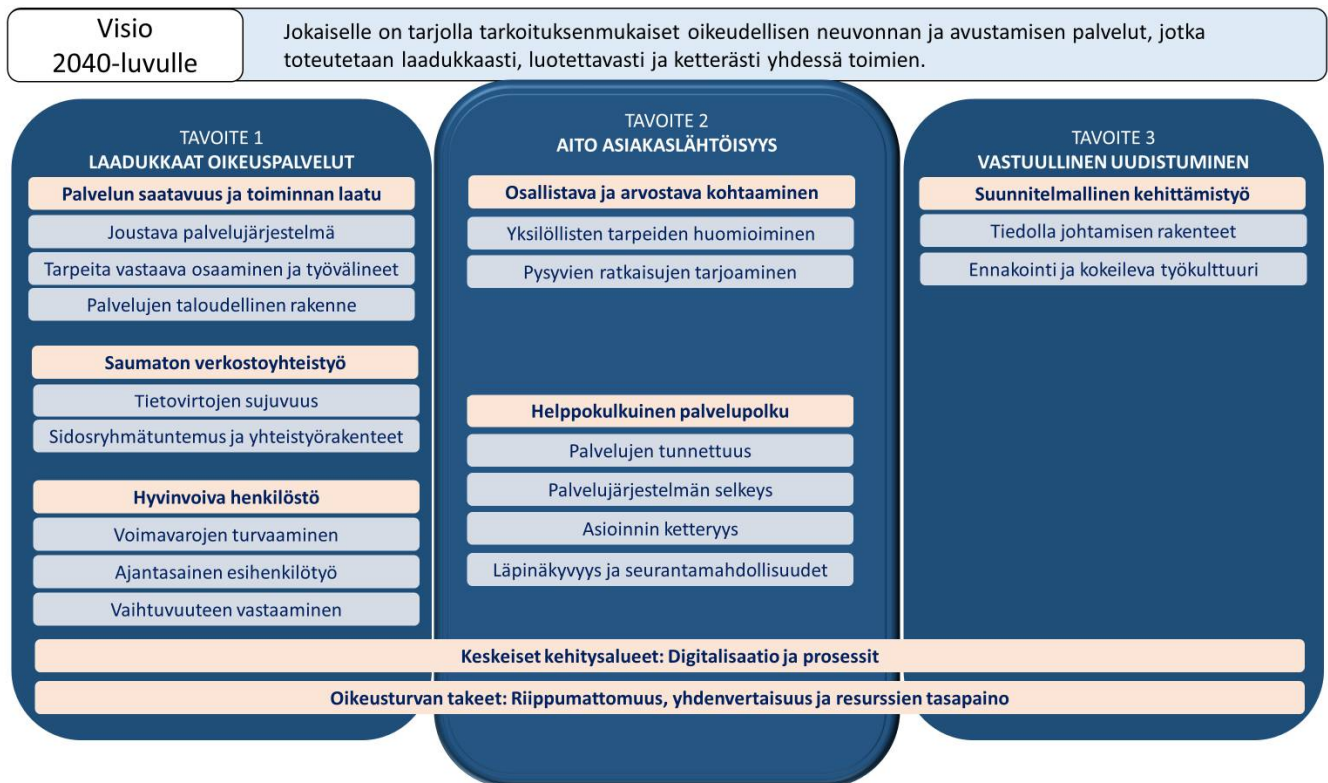 Visio
2040-luvulle
Jokaiselle on tarjolla tarkoituksenmukaiset oikeudellisen neuvonnan ja avustamisen palvelut, jotka
toteutetaan laadukkaasti, luotettavasti ja ketterästi yhdessä toimien.
TAVOITE 1
LAADUKKAAT OIKEUSPALVELUT
Palvelun saatavuus ja toiminnan laatu
Joustava palvelujärjestelmä
Tarpeita vastaava osaaminen ja työvälineet
Palvelujen taloudellinen rakenne
Saumaton verkostoyhteistyö
Tietovirtojen sujuvuus
Sidosryhmätuntemus ja yhteistyörakenteet
Hyvinvoiva henkilöstö
Voimavarojen turvaaminen
Ajantasainen esihenkilötyö
Vaihtuvuuteen vastaaminen
TAVOITE 2
AITO ASIAKASLÄHTÖISYYS
Osallistava ja arvostava kohtaaminen
Yksilöllisten tarpeiden huomioiminen
Pysyvien ratkaisujen tarjoaminen
Helppokulkuinen palvelupolku
Palvelujen tunnettuus
Palvelujärjestelmän selkeys
Asioinnin ketteryys
Läpinäkyvyys ja seurantamahdollisuudet
TAVOITE 3
VASTUULLINEN UUDISTUMINEN
Suunnitelmallinen kehittämistyö
Tiedolla johtamisen rakenteet
Ennakointi ja kokeileva työkulttuuri
Keskeiset kehitysalueet: Digitalisaatio ja prosessit
Oikeusturvan takeet: Riippumattomuus, yhdenvertaisuus ja resurssien tasapaino